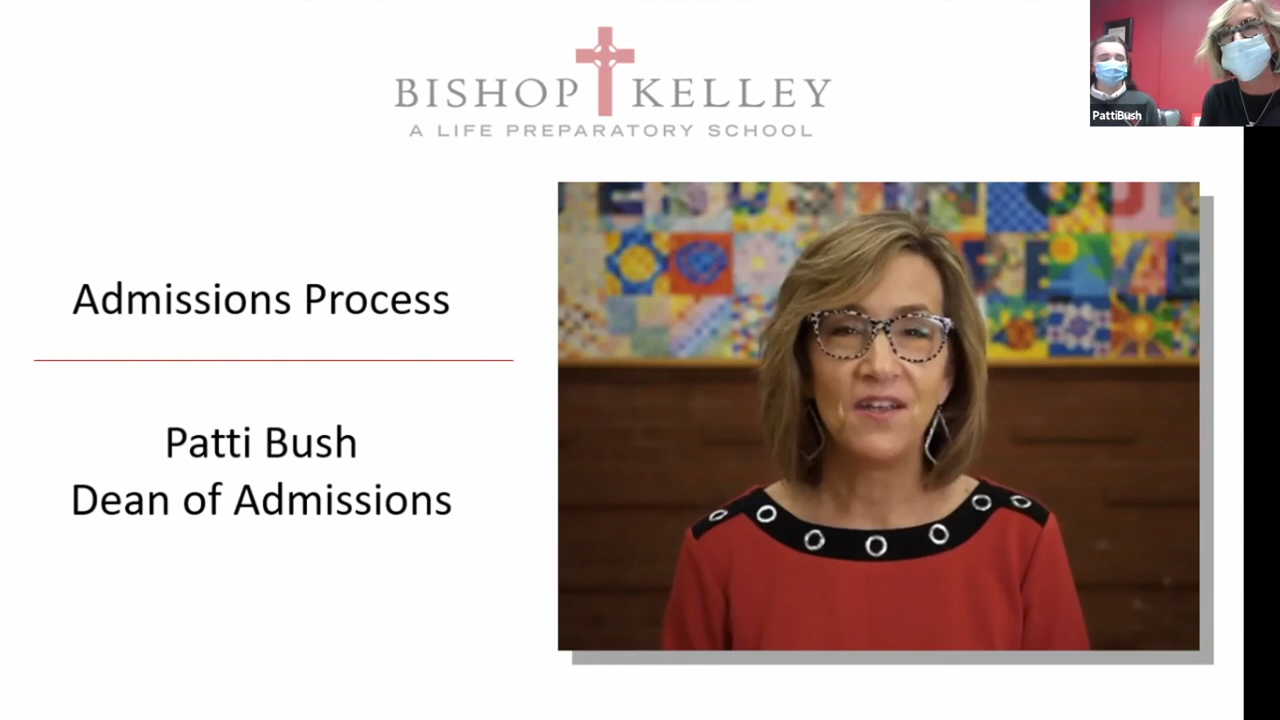 BISHOP KELLEY
A LIFE PREPARATORY SCHOOL
PattiBush
Admissions Process
Patti Bush
Dean of Admissions